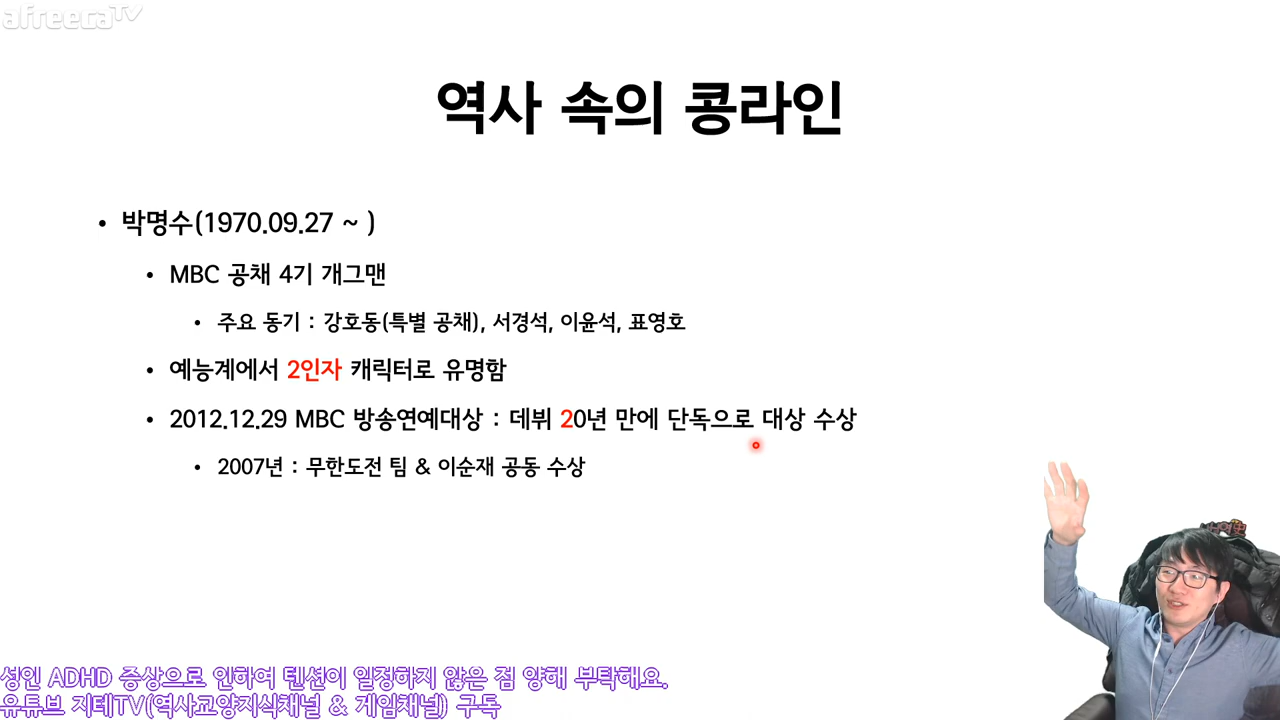 afreecaTV
역사 속의 콩라인
• 박명수(1970.09.27 ~ )
• MBC 공채 4기 개그맨
• 주요 동기 : 강호동(특별 공채), 서경석, 이윤석, 표영호
• 예능계에서 2인자 캐릭터로 유명함
• 2012.12.29 MBC 방송연예대상 : 데뷔 20년 만에 단독으로 대상 수상
• 2007년 : 무한도전 팀 & 이순재 공동 수상
성인 ADHD 증상으로 인하여 텐션이 일정하지 않은 점 양해 부탁해요.
유튜브 지테TV(역사교양지식채널 & 게임채널) 구독